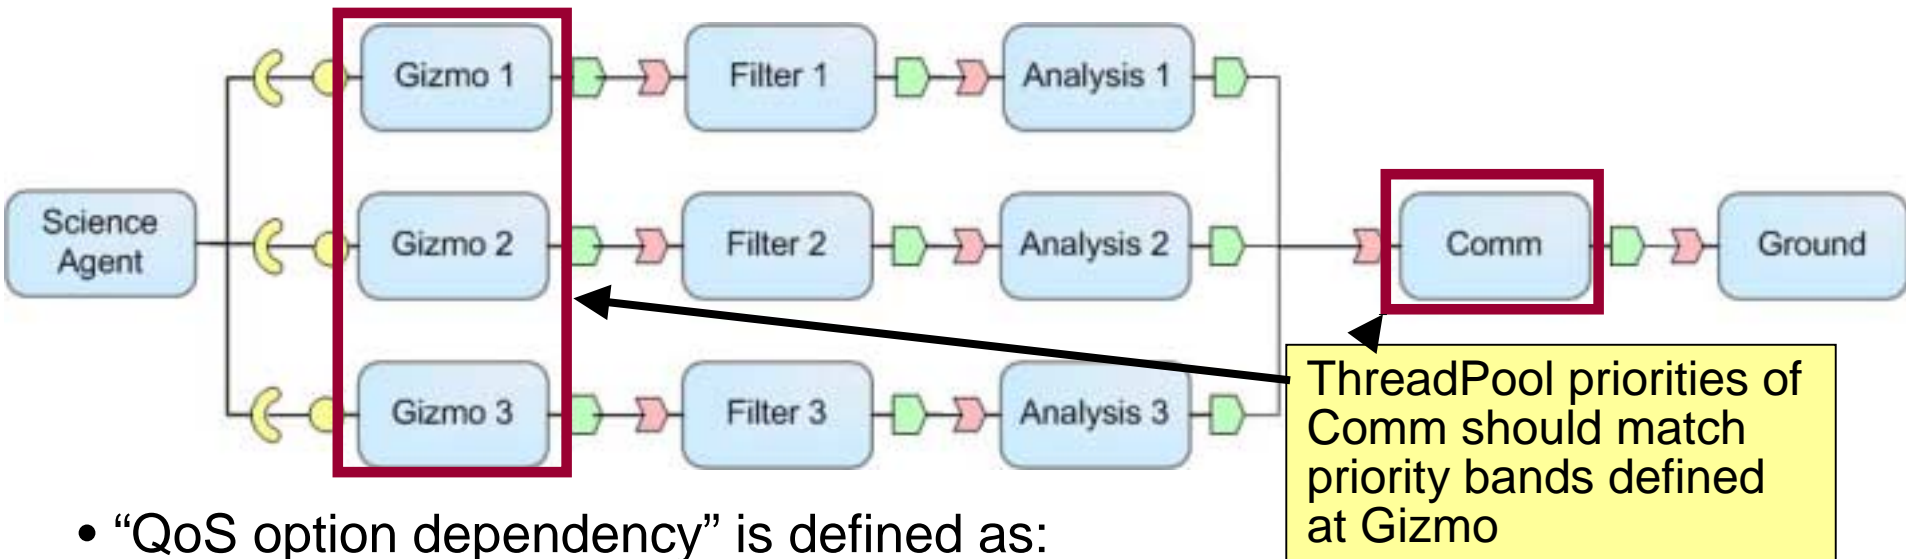 Gizmo 1
Filter 1
Analysis 1
Science
Agent
Gizmo 2
Filter 2
Analysis 2
Comm
Ground
Gizmo 3
Filter 3
Analysis 3
ThreadPool priorities of
Comm should match
priority bands defined
at Gizmo
• “QoS option dependency” is defined as: